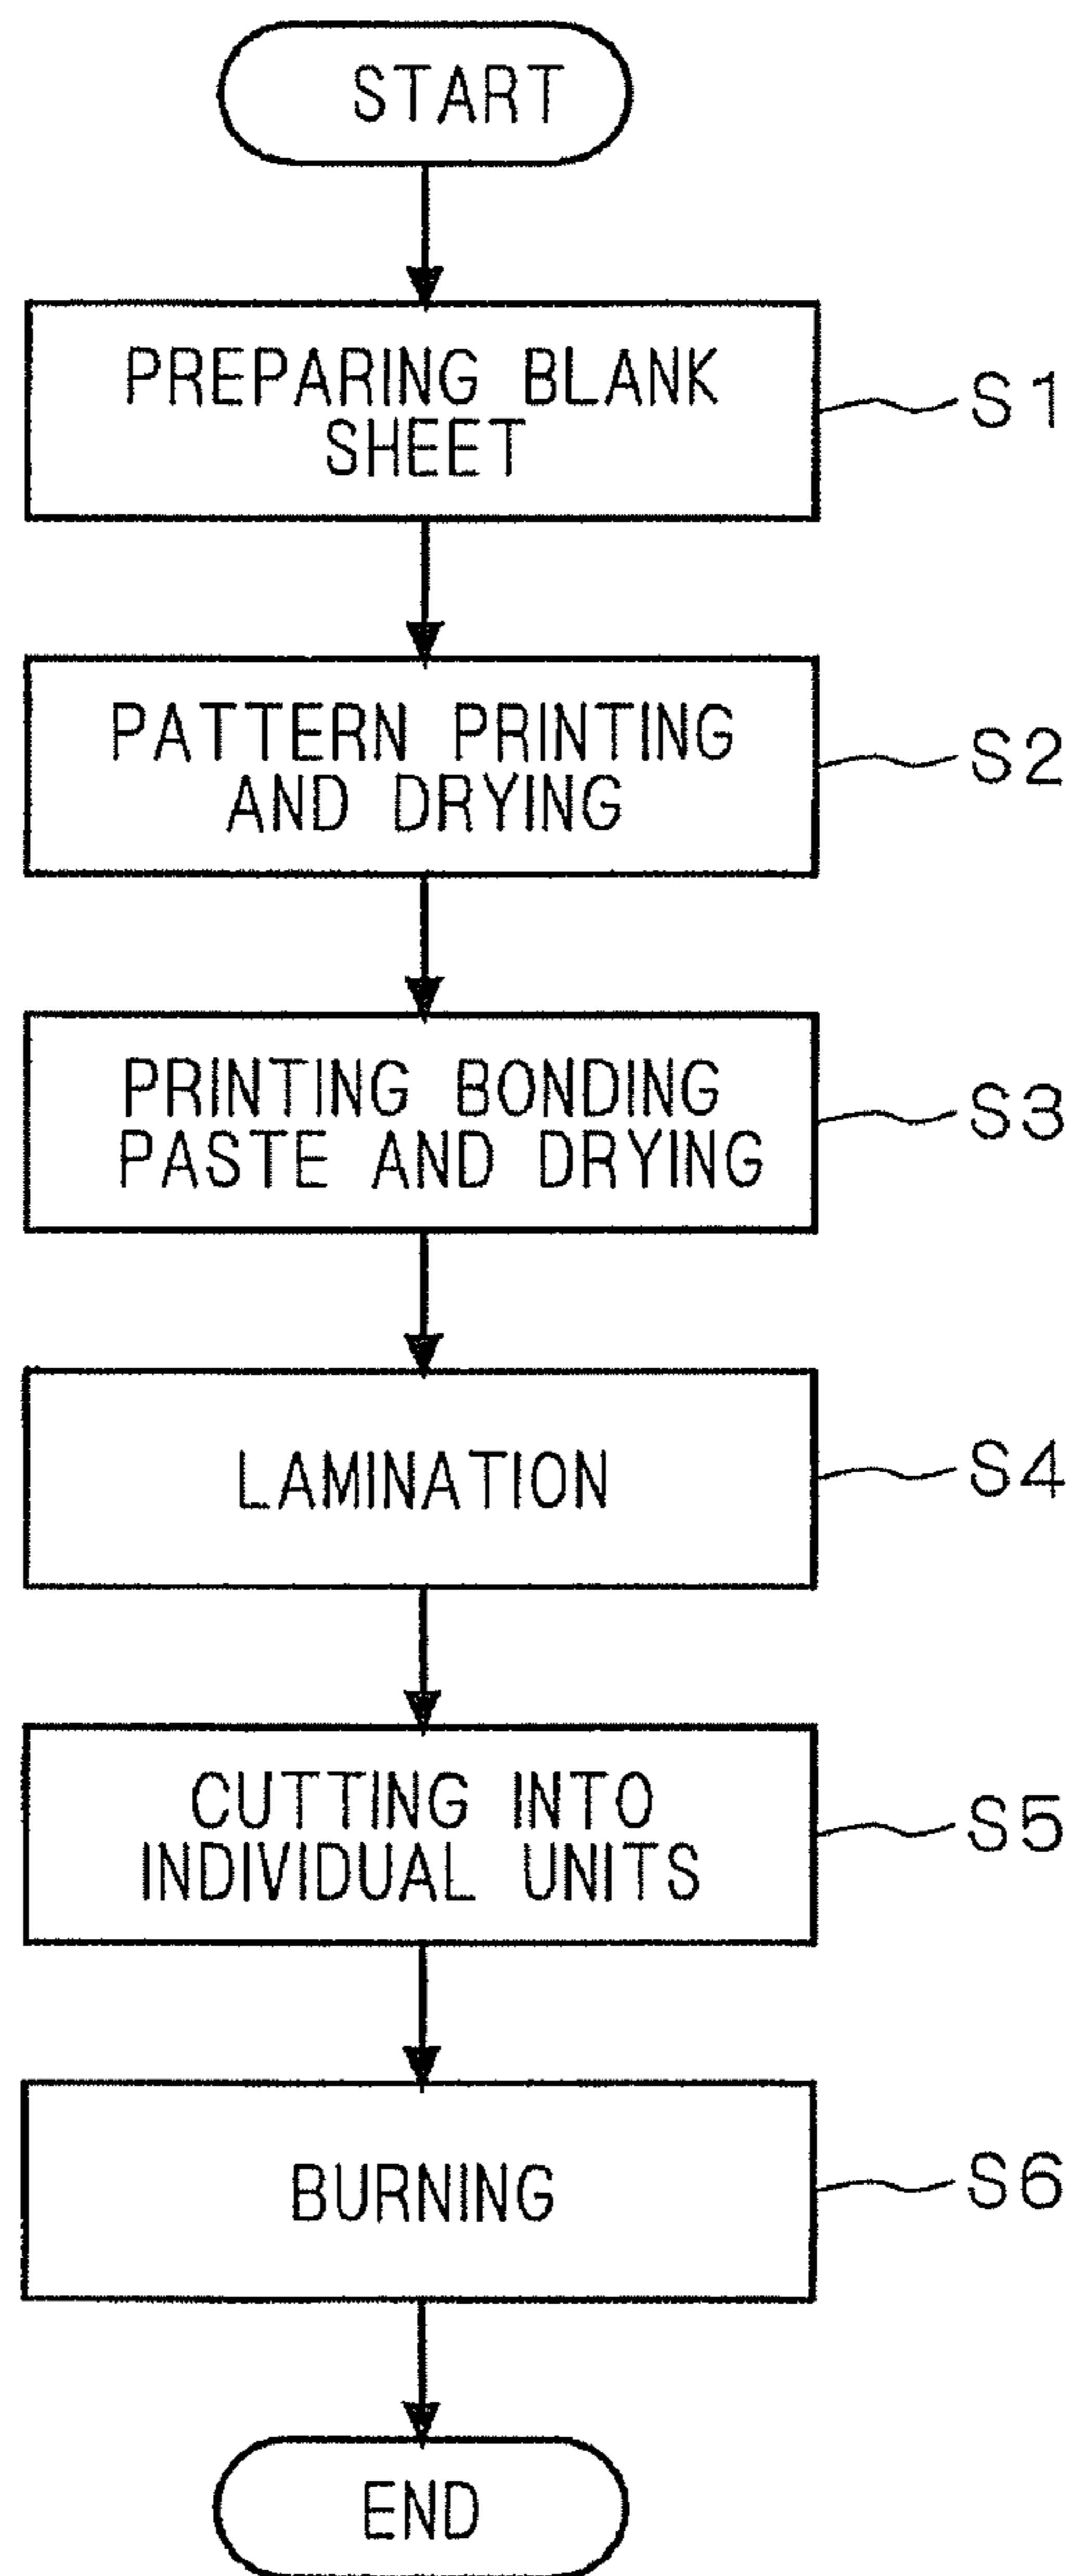 START
PREPARING BLANK
SHEET
S1
PATTERN PRINTING
AND DRYING
S2
PRINTING BONDING
PASTE AND DRYING
S3
LAMINATION
S4
CUTTING INTO
INDIVIDUAL UNITS
S5
BURNING
S6
END